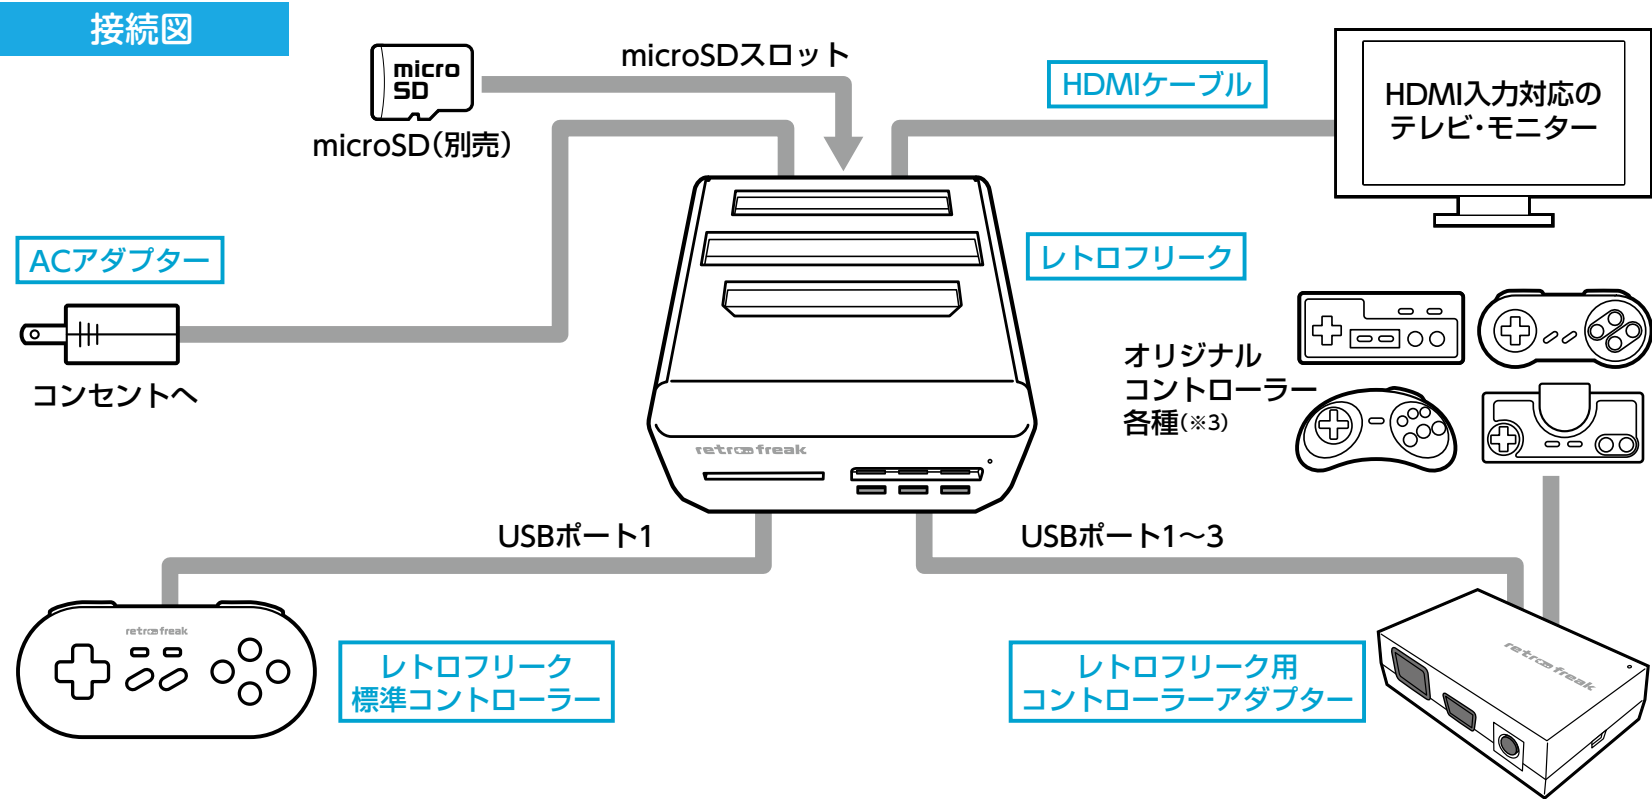 接続図
micro
SD
microSD(別売)
microSDスロット
HDMIケーブル
HDMI入力対応の
テレビ・モニター
ACアダプター
コンセントへ
レトロフリーク
オリジナル
コントローラー
各種(※3)
retrofreak
USBポート1
USBポート1〜3
retrofreak
レトロフリーク
標準コントローラー
レトロフリーク用
コントローラーアダプター
retrofreak